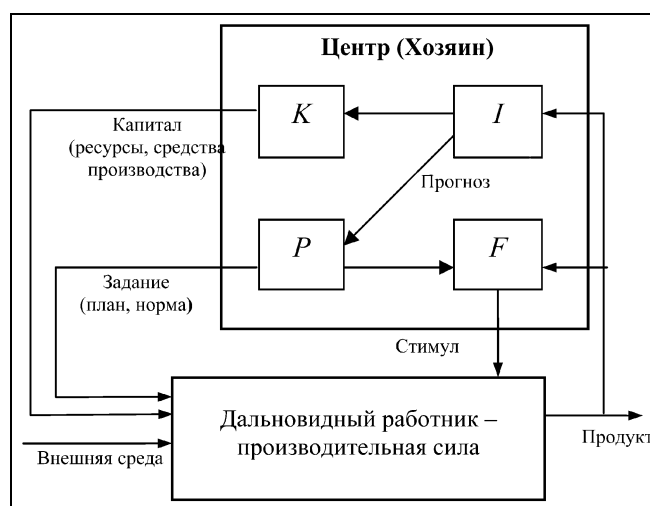 Центр (Хозяин)
K
I
Капитал
(ресурсы, средства
производства)
Прогноз
P
F
Задание
(план, норма)
Стимул
Дальновидный работник –
производительная сила
Продукт
Внешняя среда